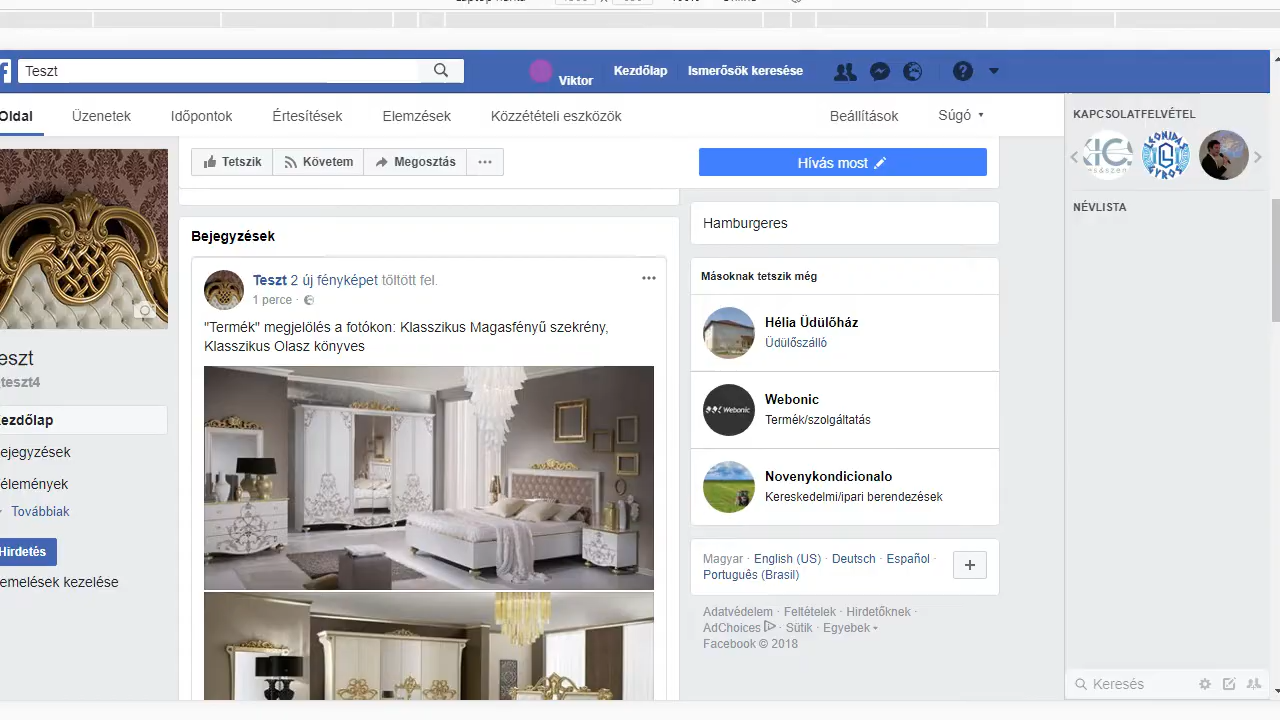 Teszt
Viktor
Kezdőlap
Ismerősök keresése
Oldal
Üzenetek
Időpontok
Értesítések
Elemzések
Közzétételi eszközök
Beállítások
Súgó
Tetszik
Követem
Megosztás
Hívás most
KAPCSOLATFELVÉTEL
NÉVLISTA
Bejegyzések
Teszt 2 új fényképet töltött fel.
1 perce ·
"Termék" megjelölés a fotókon: Klasszikus Magasfényű szekrény,
Klasszikus Olasz könyves
eszt
teszt4
ezdőlap
ejegyzések
élemények
Továbbiak
Hirdetés
emelések kezelése
Hamburgeres
Másoknak tetszik még
Hélia Üdülőház
Üdülőszálló
Webonic
Webonic
Termék/szolgáltatás
Novenykondicionalo
Kereskedelmi/ipari berendezések
Magyar · English (US) · Deutsch · Español ·
Português (Brasil)
Adatvédelem · Feltételek · Hirdetőknek ·
AdChoices · Sütik · Egyebek
Facebook © 2018
Keresés